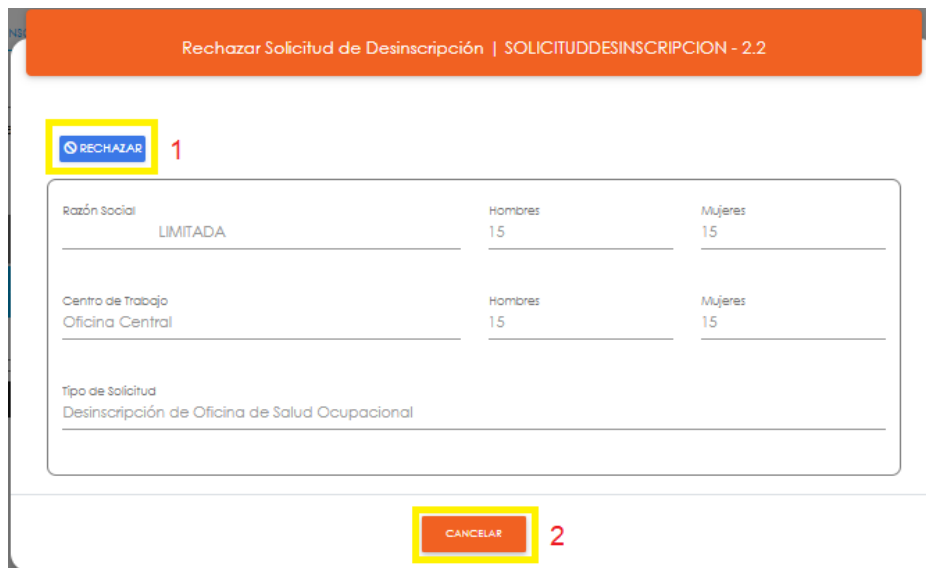 Rechazar Solicitud de Desinscripción | SOLICITUDDESINSCRIPCION - 2.2
RECHAZAR 1
Razón Social Hombres Mujeres
LIMITADA 15 15
Centro de Trabajo Hombres Mujeres
Oficina Central 15 15
Tipo de Solicitud
Desinscripción de Oficina de Salud Ocupacional
CANCELAR 2